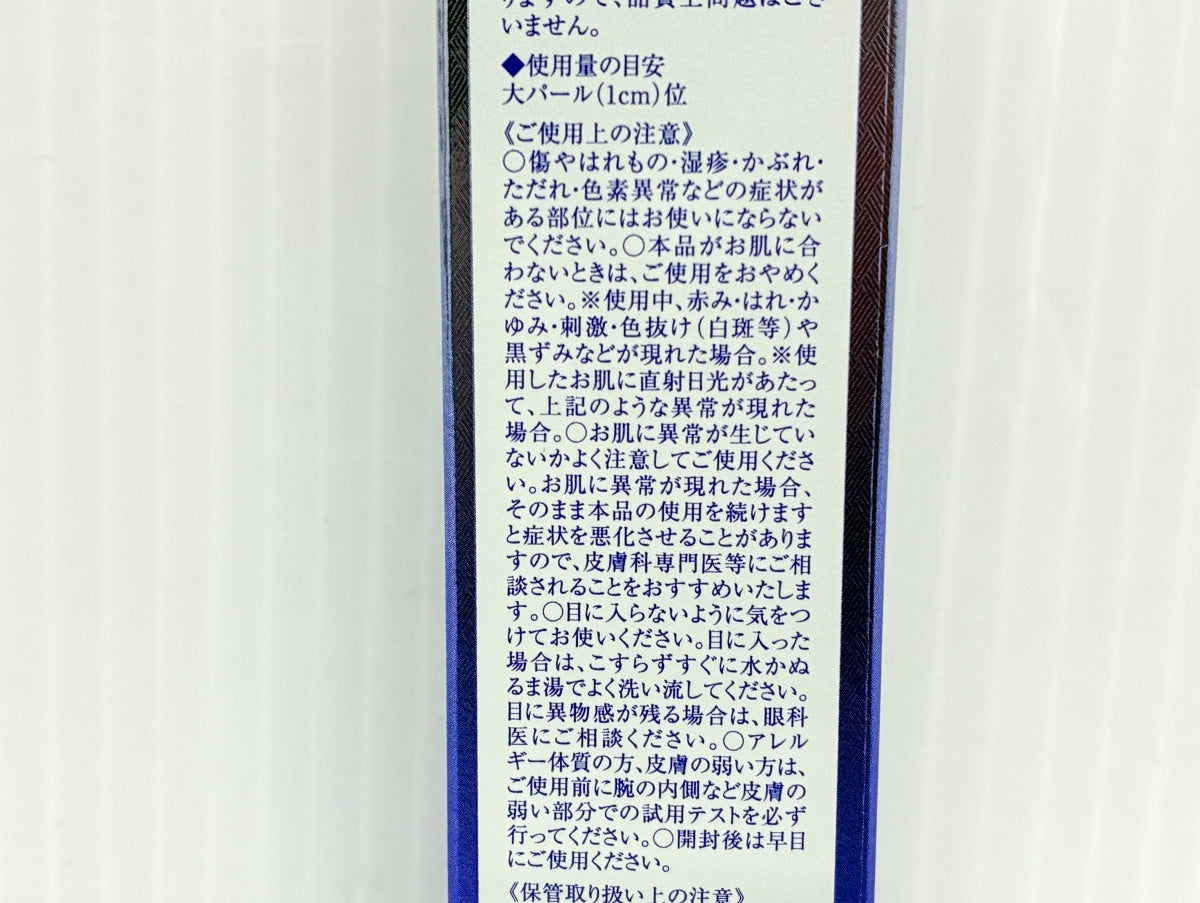 りますので、品質上問題はござ
いません。
◆使用量の目安
大パール(1cm)位
《ご使用上の注意》
○傷やはれもの・湿疹・かぶれ・
ただれ・色素異常などの症状が
ある部位にはお使いにならない
でください。○本品がお肌に合
わないときは、ご使用をおやめく
ださい。※使用中、赤み・はれ・か
ゆみ・刺激・色抜け(白斑等)や
黒ずみなどが現れた場合。※使
用したお肌に直射日光があたっ
て、上記のような異常が現れた
場合。○お肌に異常が生じてい
ないかよく注意してご使用くださ
い。お肌に異常が現れた場合、
そのまま本品の使用を続けます
と症状を悪化させることがありま
すので、皮膚科専門医等にご相
談されることをおすすめいたしま
す。○目に入らないように気をつ
けてお使いください。目に入った
場合は、こすらずすぐに水かぬ
るま湯でよく洗い流してください。
目に異物感が残る場合は、眼科
医にご相談ください。○アレル
ギー体質の方、皮膚の弱い方は、
ご使用前に腕の内側など皮膚の
弱い部分での試用テストを必ず
行ってください。○開封後は早目
にご使用ください。
《保管取り扱い上の注意》